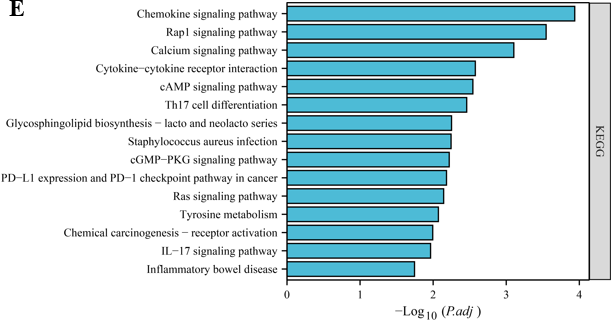 E
Chemokine signaling pathway
Rap1 signaling pathway
Calcium signaling pathway
Cytokine−cytokine receptor interaction
cAMP signaling pathway
Th17 cell differentiation
Glycosphingolipid biosynthesis − lacto and neolacto series
Staphylococcus aureus infection
cGMP−PKG signaling pathway
PD−L1 expression and PD−1 checkpoint pathway in cancer
Ras signaling pathway
Tyrosine metabolism
Chemical carcinogenesis − receptor activation
IL−17 signaling pathway
Inflammatory bowel disease
KEGG
0 1 2 3 4
−Log10 (P.adj )